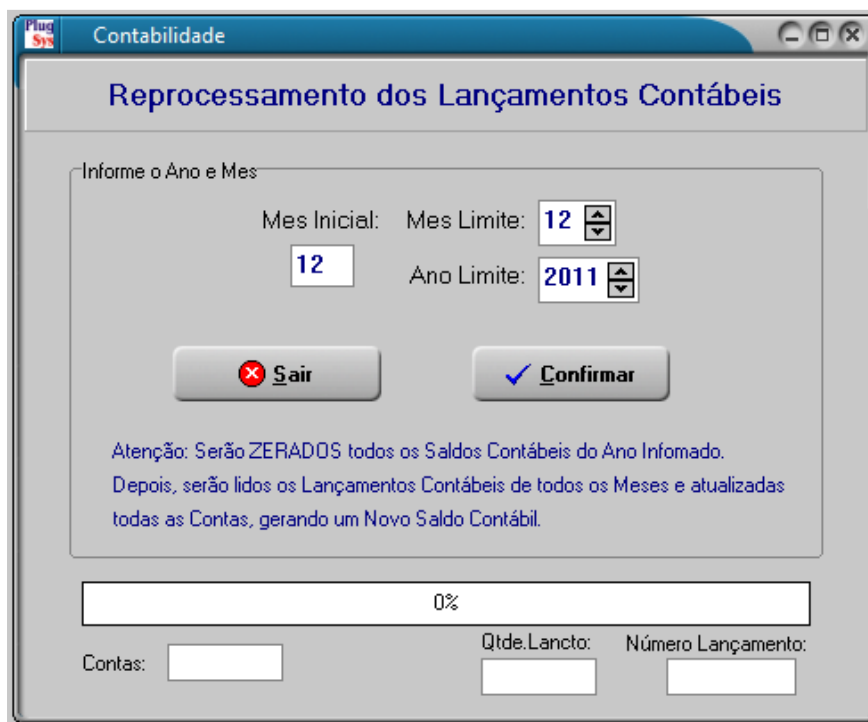 Plug
Sys
Contabilidade
Reprocessamento dos Lançamentos Contábeis
Informe o Ano e Mes
Mes Inicial: Mes Limite: 12
12
Ano Limite: 2011
Sair Confirmar
Atenção: Serão ZERADOS todos os Saldos Contábeis do Ano Infomado.
Depois, serão lidos os Lançamentos Contábeis de todos os Meses e atualizadas
todas as Contas, gerando um Novo Saldo Contábil.
0%
Contas: Qtde.Lancto: Número Lançamento: